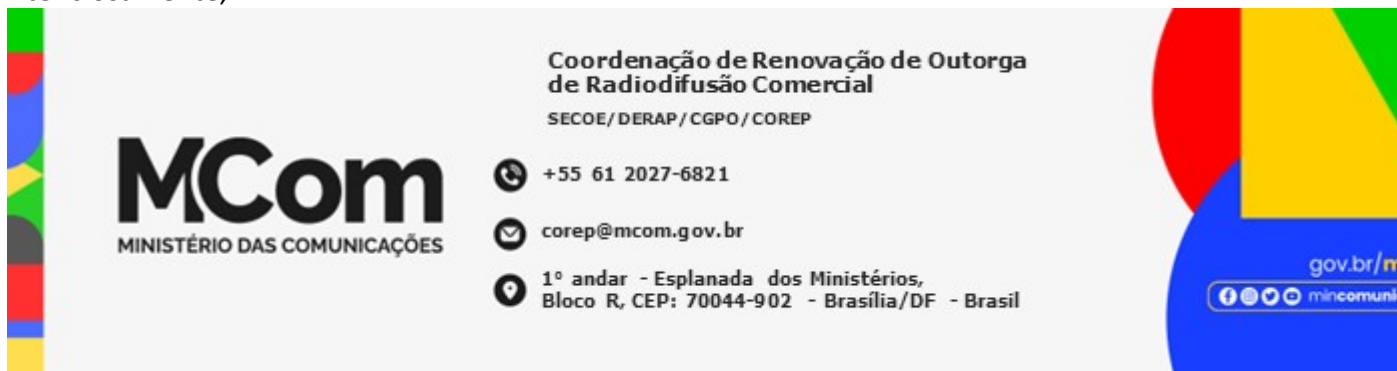 Coordenação de Renovação de Outorga
de Radiodifusão Comercial
SECOE/DERAP/CGPO/COREP
MCom
MINISTÉRIO DAS COMUNICAÇÕES
+55 61 2027-6821
corep@mcom.gov.br
1º andar - Esplanada dos Ministérios,
Bloco R, CEP: 70044-902 - Brasília/DF - Brasil
gov.br/m
mincomuni